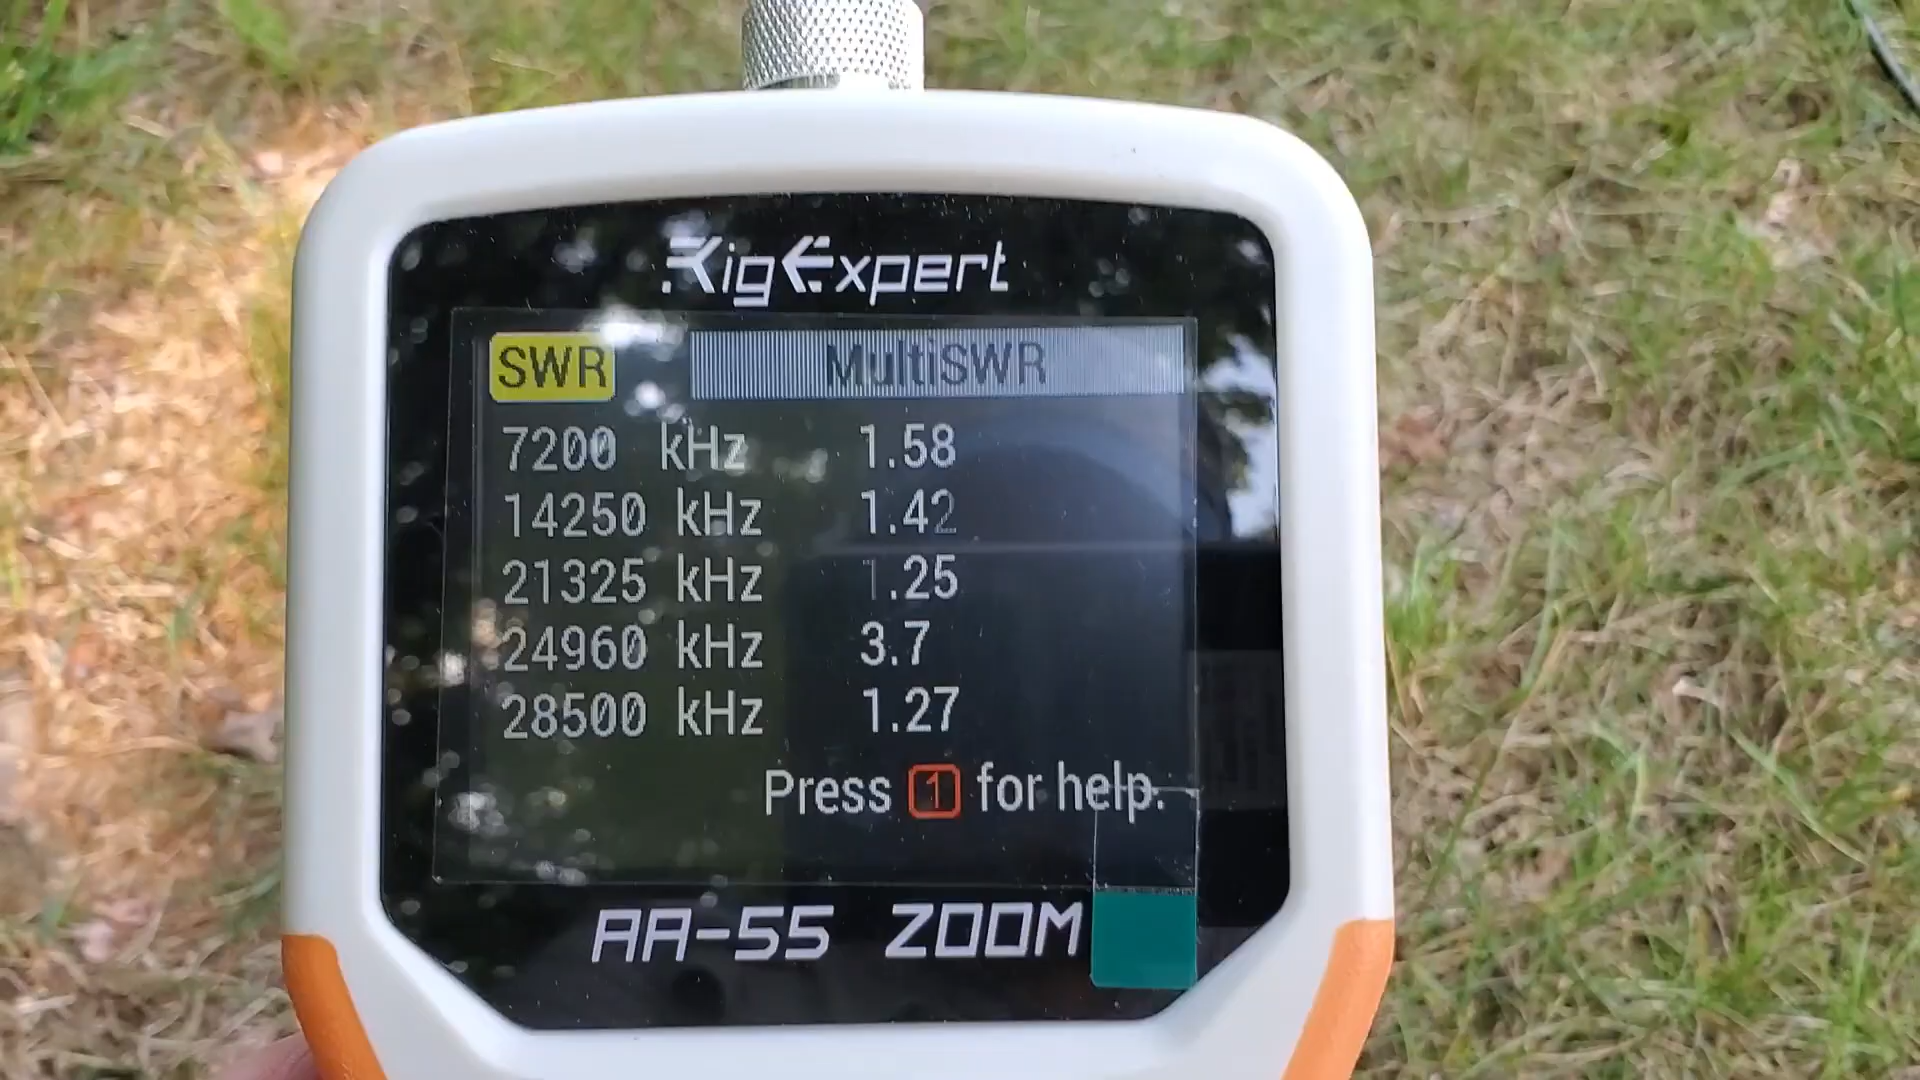 RigExpert
SWR MultiSWR
7200 kHz 1.58
14250 kHz 1.42
21325 kHz 1.25
24960 kHz 3.7
28500 kHz 1.27
Press 1 for help.
AA-55 ZOOM